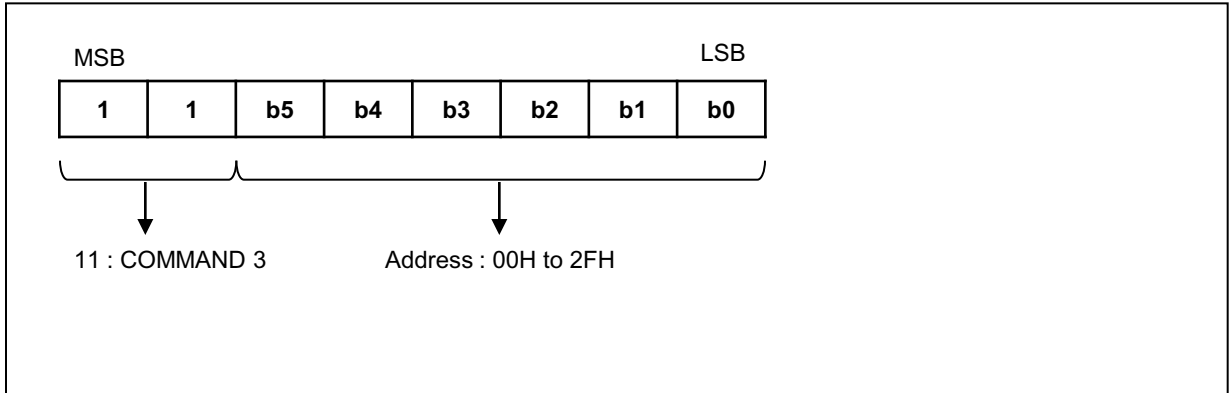 MSB LSB
1 1 b5 b4 b3 b2 b1 b0
11 : COMMAND 3 Address : 00H to 2FH